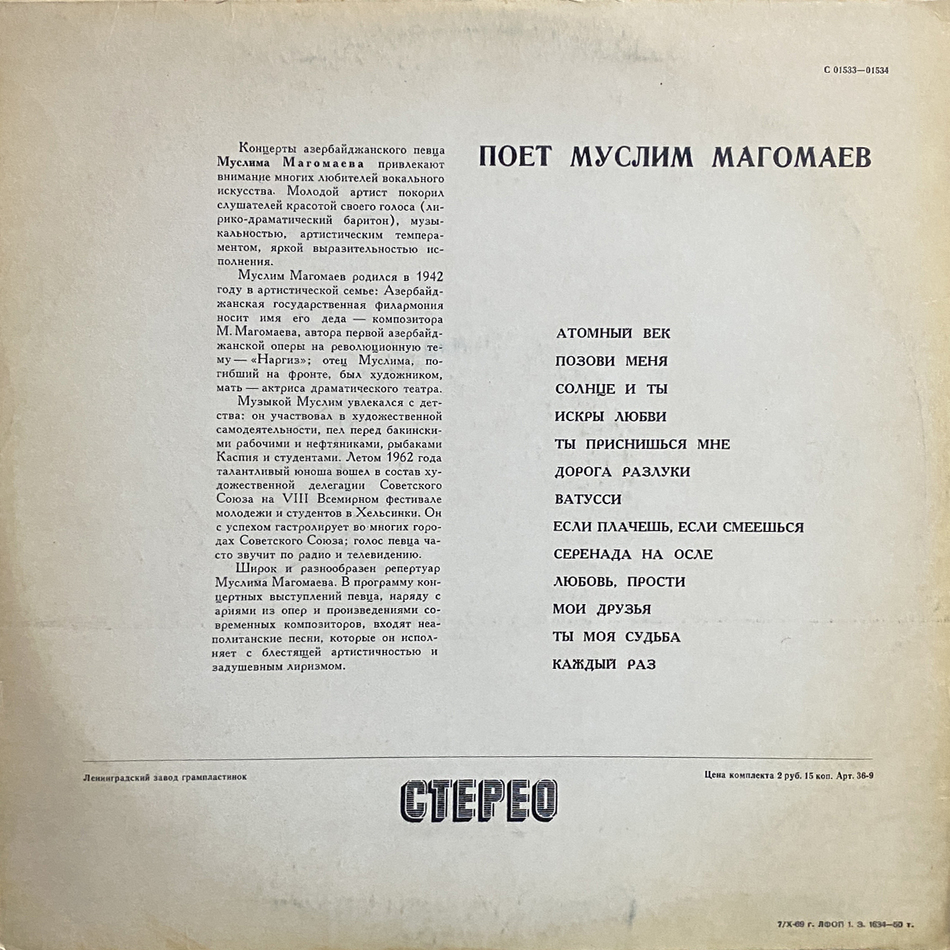 С 01533—01534
ПОЕТ МУСЛИМ МАГОМАЕВ
Концерты азербайджанского певца
Муслима Магомаева привлекают
внимание многих любителей вокального
искусства. Молодой артист покорил
слушателей красотой своего голоса (ли-
рико-драматический баритон), музы-
кальностью, артистическим темпера-
ментом, яркой выразительностью ис-
полнения.
Муслим Магомаев родился в 1942
году в артистической семье: Азербайд-
жанская государственная филармония
носит имя его деда — композитора
М. Магомаева, автора первой азербайд-
жанской оперы на революционную те-
му — «Наргиз»; отец Муслима, по-
гибший на фронте, был художником,
мать — актриса драматического театра.
Музыкой Муслим увлекался с дет-
ства: он участвовал в художественной
самодеятельности, пел перед бакински-
ми рабочими и нефтяниками, рыбаками
Каспия и студентами. Летом 1962 года
талантливый юноша вошел в состав ху-
дожественной делегации Советского
Союза на VIII Всемирном фестивале
молодежи и студентов в Хельсинки. Он
с успехом гастролирует во многих горо-
дах Советского Союза; голос певца ча-
сто звучит по радио и телевидению.
Широк и разнообразен репертуар
Муслима Магомаева. В программу кон-
цертных выступлений певца, наряду с
ариями из опер и произведениями со-
временных композиторов, входят неа-
политанские песни, которые он испол-
няет с блестящей артистичностью и
задушевным лиризмом.
АТОМНЫЙ ВЕК
ПОЗОВИ МЕНЯ
СОЛНЦЕ И ТЫ
ИСКРЫ ЛЮБВИ
ТЫ ПРИСНИШЬСЯ МНЕ
ДОРОГА РАЗЛУКИ
ВАТУССИ
ЕСЛИ ПЛАЧЕШЬ, ЕСЛИ СМЕЕШЬСЯ
СЕРЕНАДА НА ОСЛЕ
ЛЮБОВЬ, ПРОСТИ
МОИ ДРУЗЬЯ
ТЫ МОЯ СУДЬБА
КАЖДЫЙ РАЗ
Ленинградский завод грампластинок
СТЕРЕО
Цена комплекта 2 руб. 15 коп. Арт. 36-9
7/X-69 г. ЛФОП 1. З. 1634—50 т.